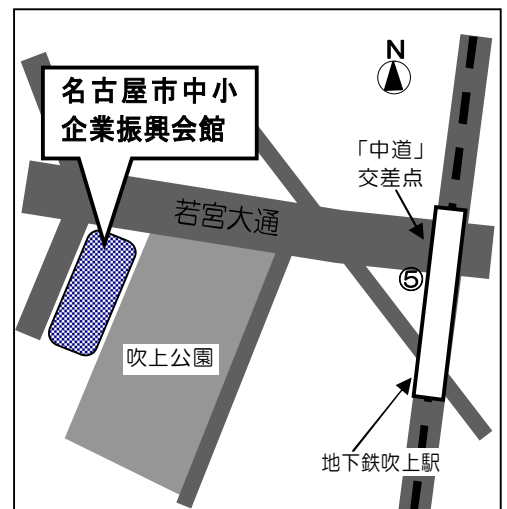 名古屋市中小
企業振興会館
N
「中道」
交差点
若宮大通
⑤
吹上公園
地下鉄吹上駅